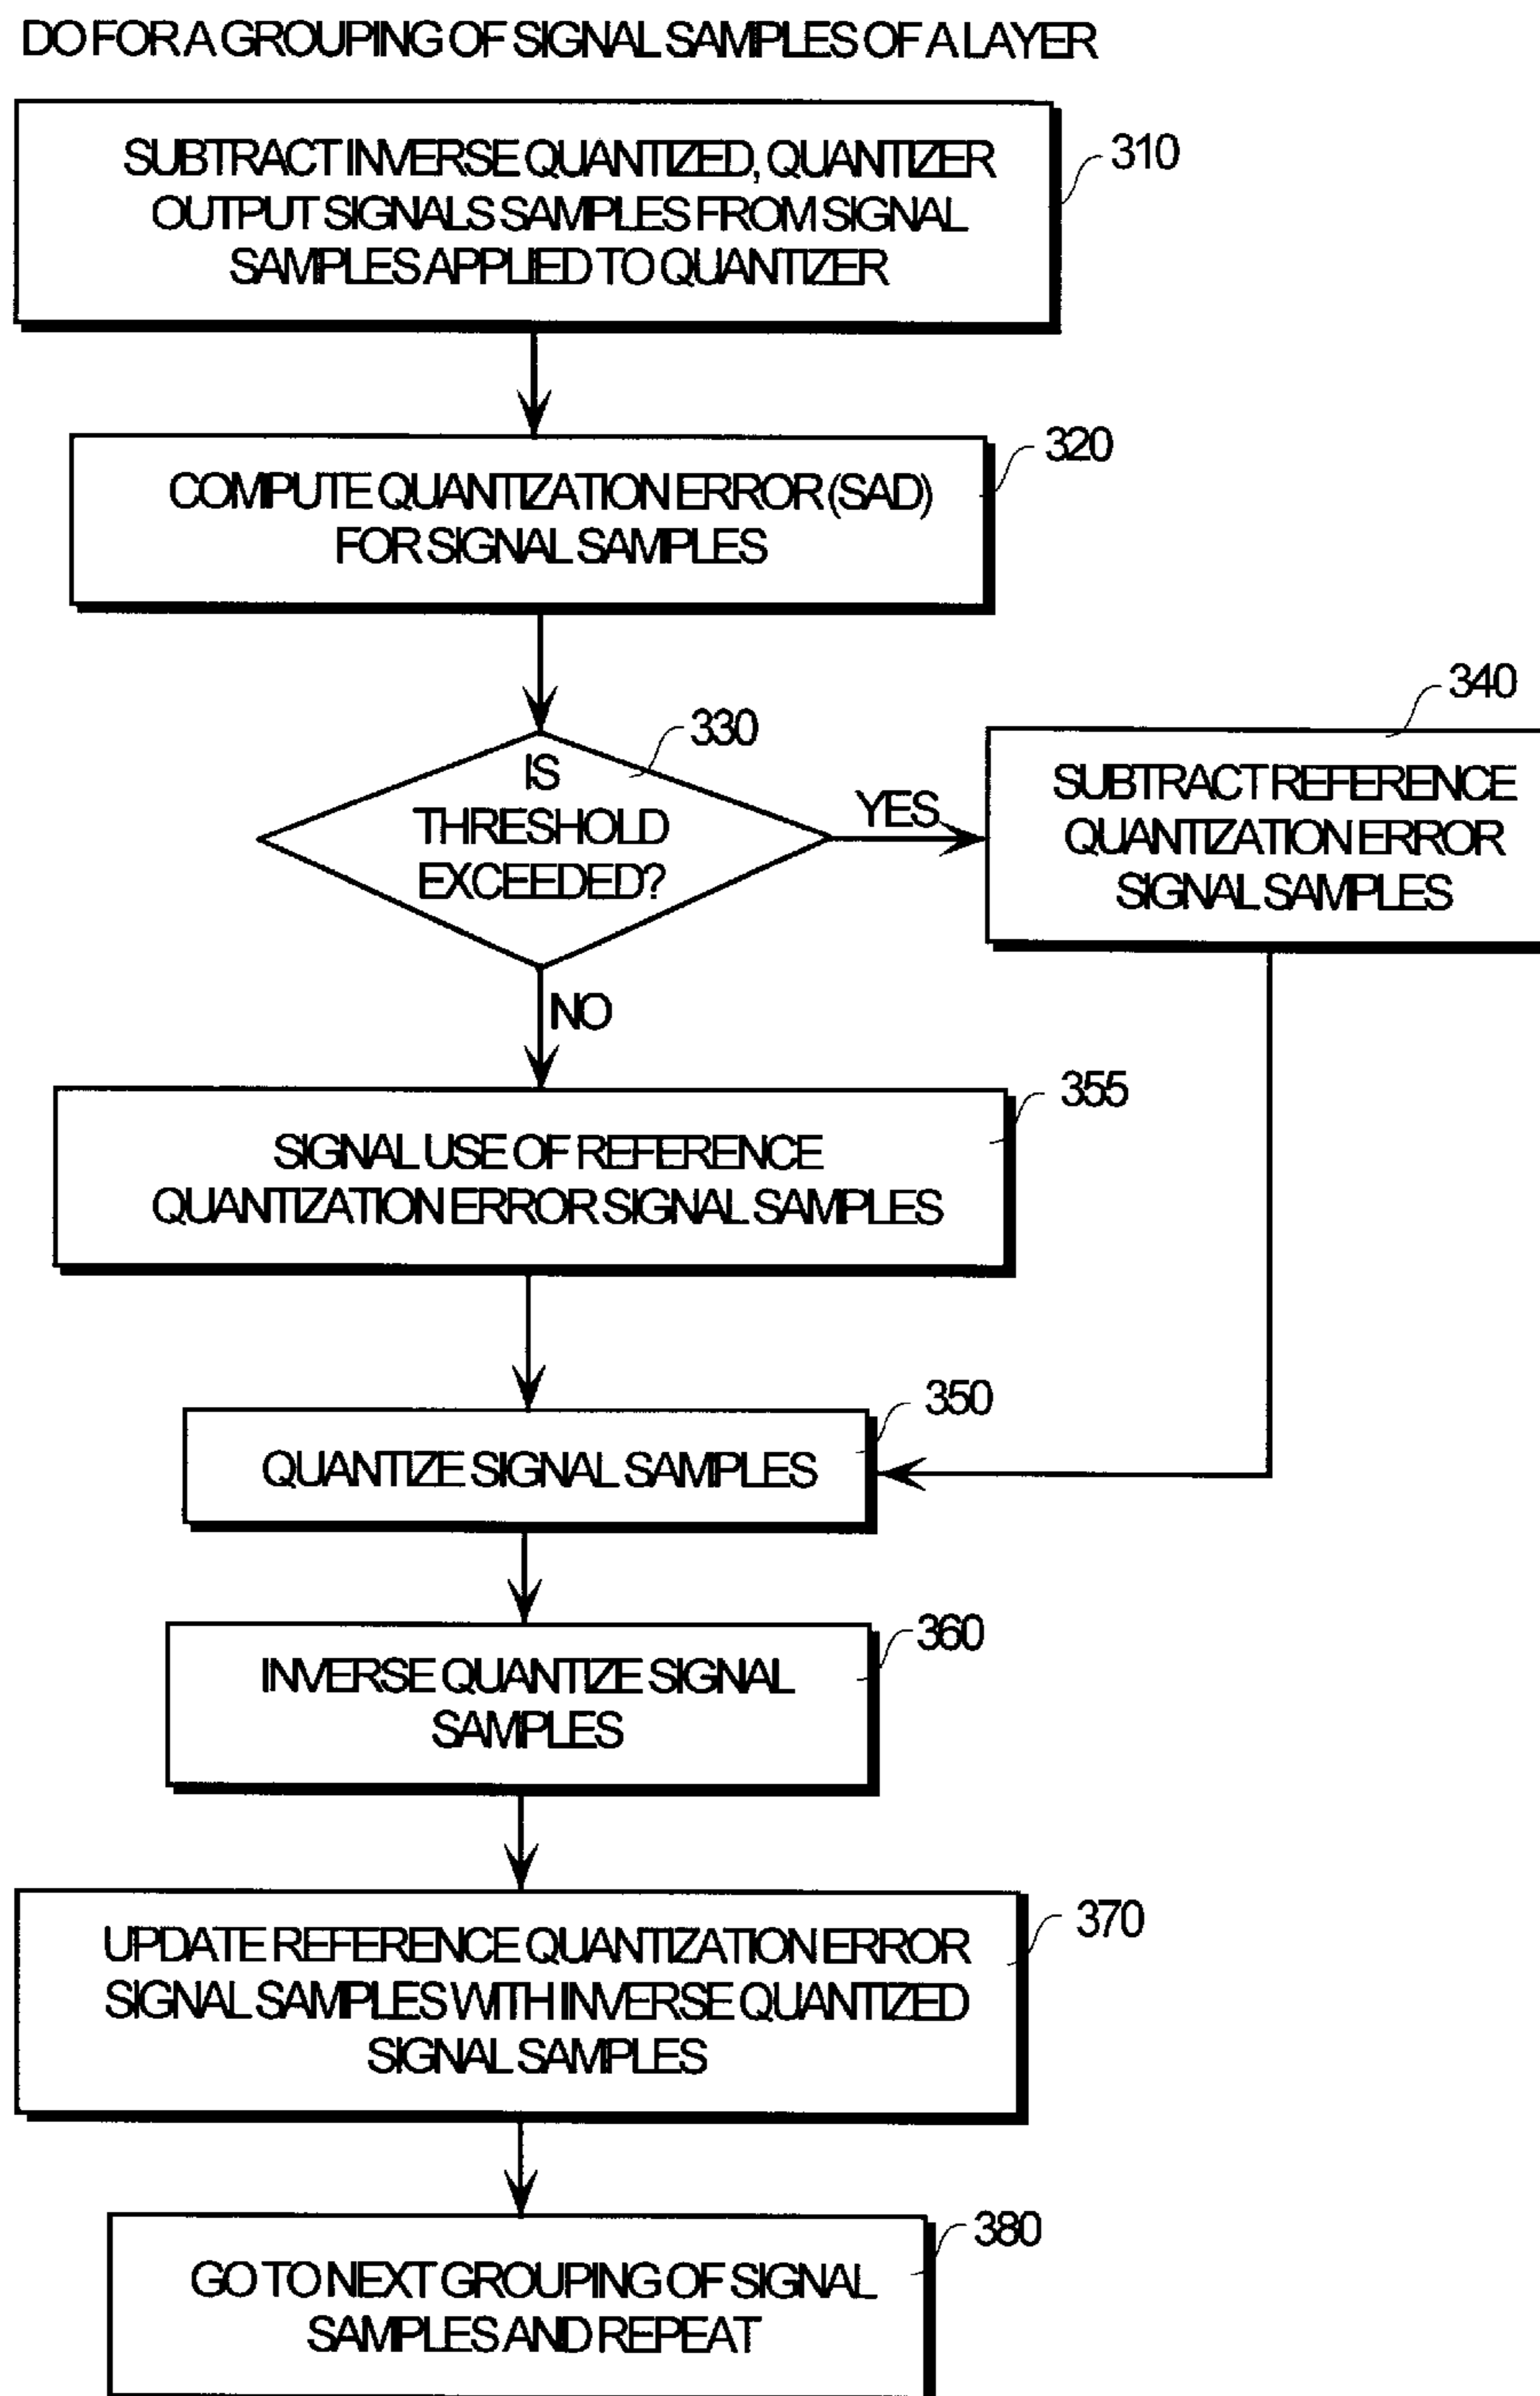 DO FOR A GROUPING OF SIGNAL SAMPLES OF A LAYER
SUBTRACT INVERSE QUANTIZED, QUANTIZER
OUTPUT SIGNALS SAMPLES FROM SIGNAL
SAMPLES APPLIED TO QUANTIZER
310
COMPUTE QUANTIZATION ERROR (SAD)
FOR SIGNAL SAMPLES
320
IS
THRESHOLD
EXCEEDED?
330
YES
340
SUBTRACT REFERENCE
QUANTIZATION ERROR
SIGNAL SAMPLES
NO
355
SIGNAL USE OF REFERENCE
QUANTIZATION ERROR SIGNAL SAMPLES
350
QUANTIZE SIGNAL SAMPLES
360
INVERSE QUANTIZE SIGNAL
SAMPLES
370
UPDATE REFERENCE QUANTIZATION ERROR
SIGNAL SAMPLES WITH INVERSE QUANTIZED
SIGNAL SAMPLES
380
GO TO NEXT GROUPING OF SIGNAL
SAMPLES AND REPEAT